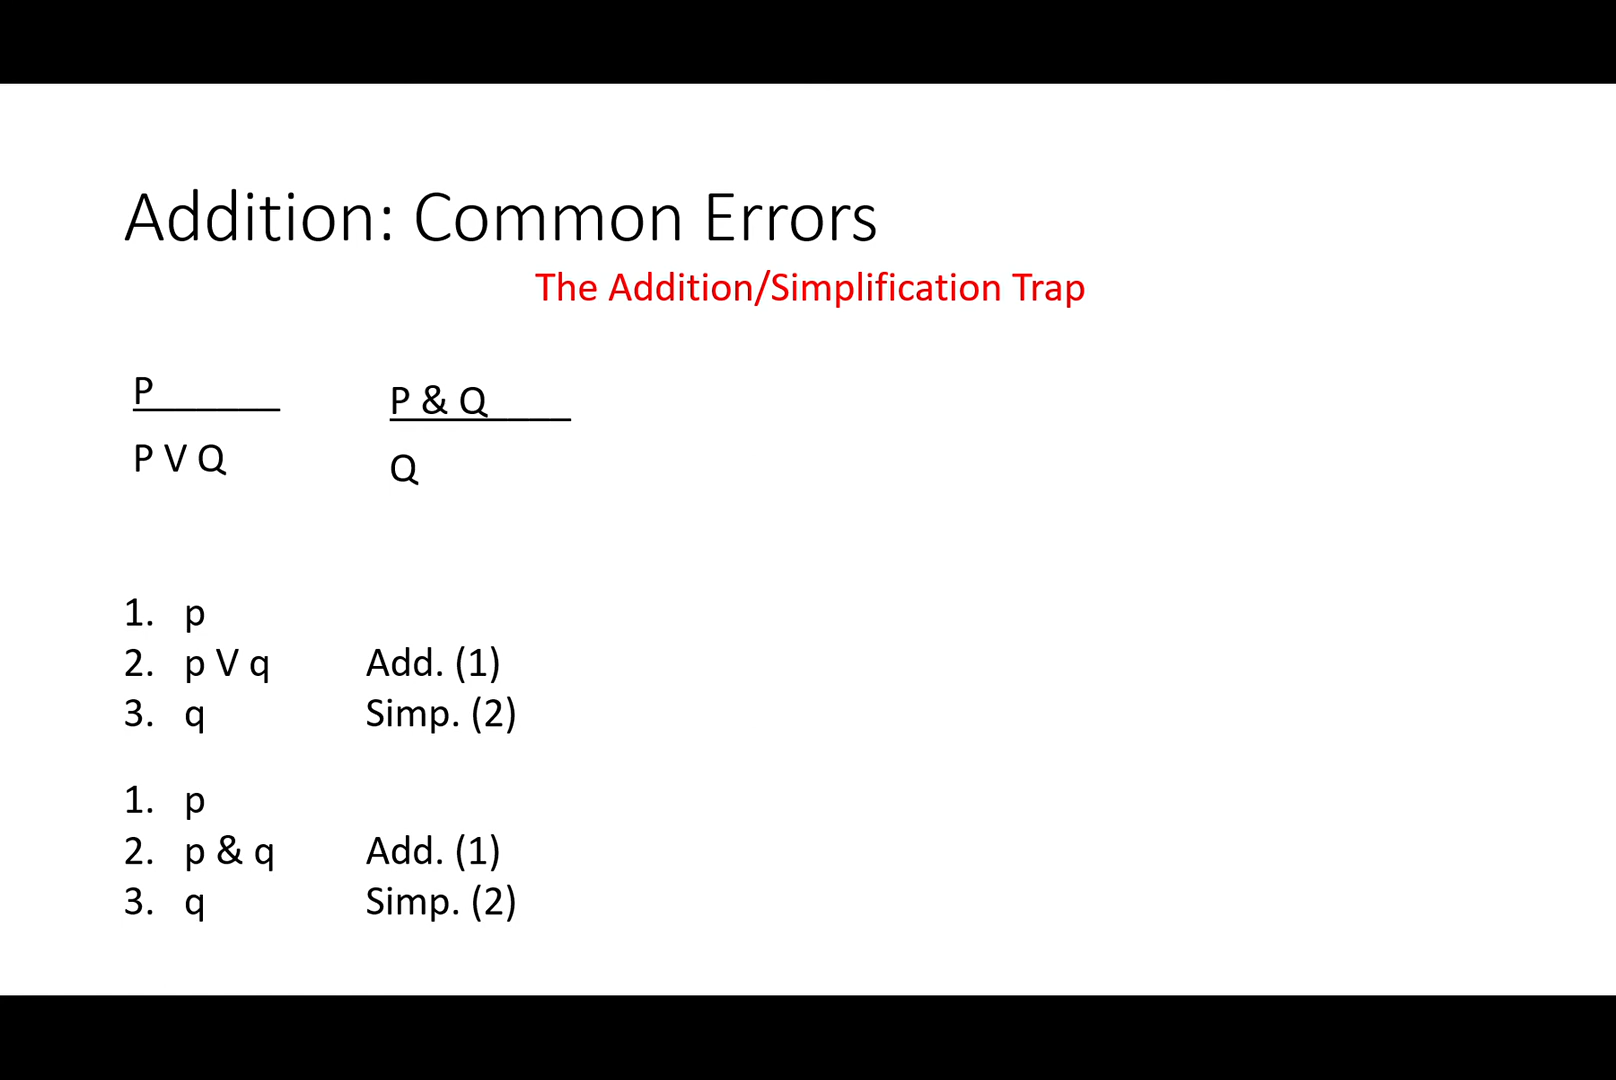 Addition: Common Errors
The Addition/Simplification Trap
P
P V Q
P & Q
Q
1. p
2. p V q Add. (1)
3. q Simp. (2)
1. p
2. p & q Add. (1)
3. q Simp. (2)